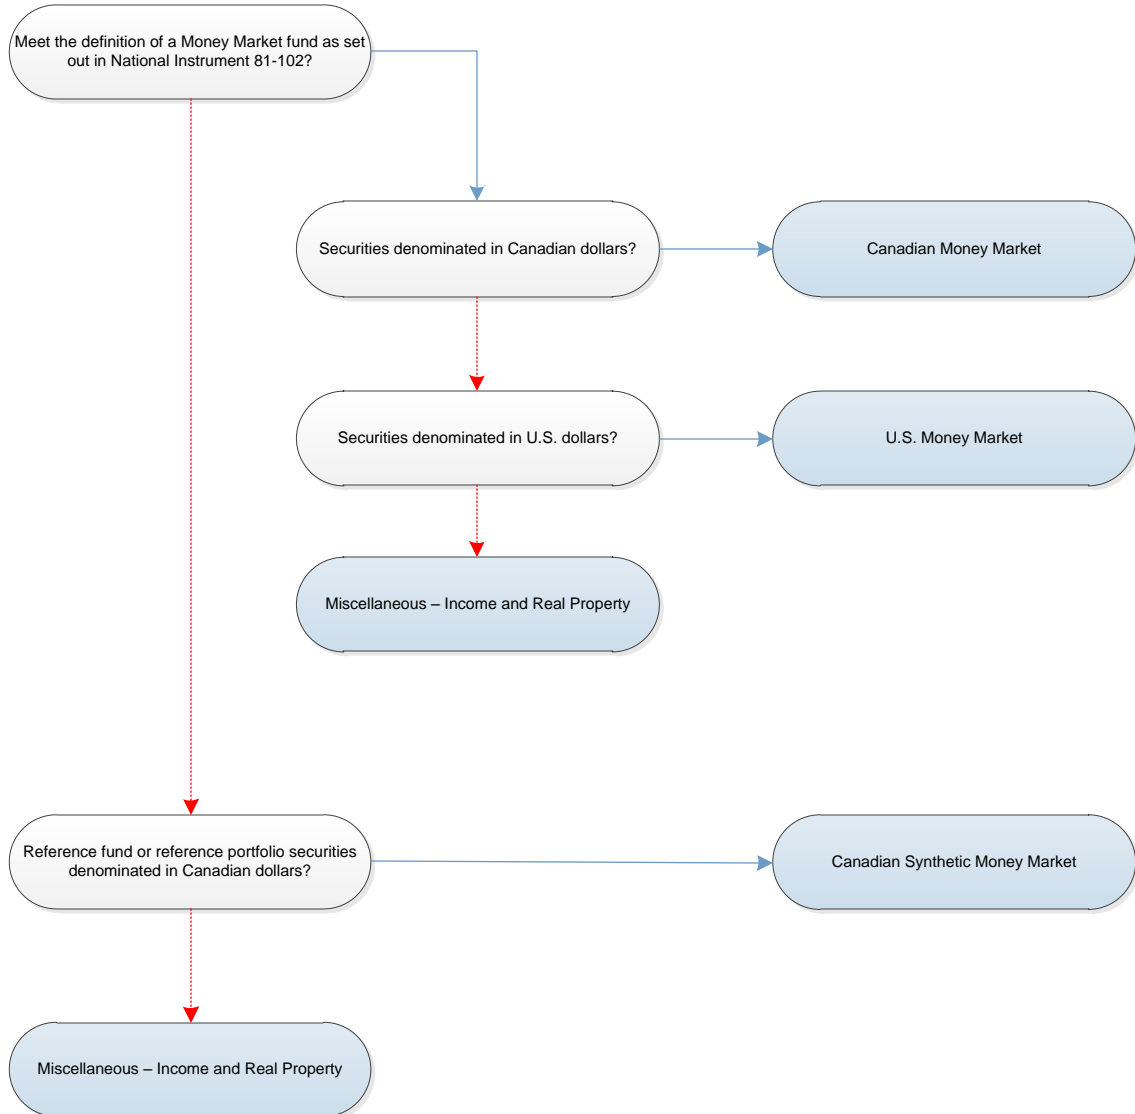 Meet the definition of a Money Market fund as set
out in National Instrument 81-102?
Securities denominated in Canadian dollars?
Canadian Money Market
Securities denominated in U.S. dollars?
U.S. Money Market
Miscellaneous – Income and Real Property
Reference fund or reference portfolio securities
denominated in Canadian dollars?
Canadian Synthetic Money Market
Miscellaneous – Income and Real Property